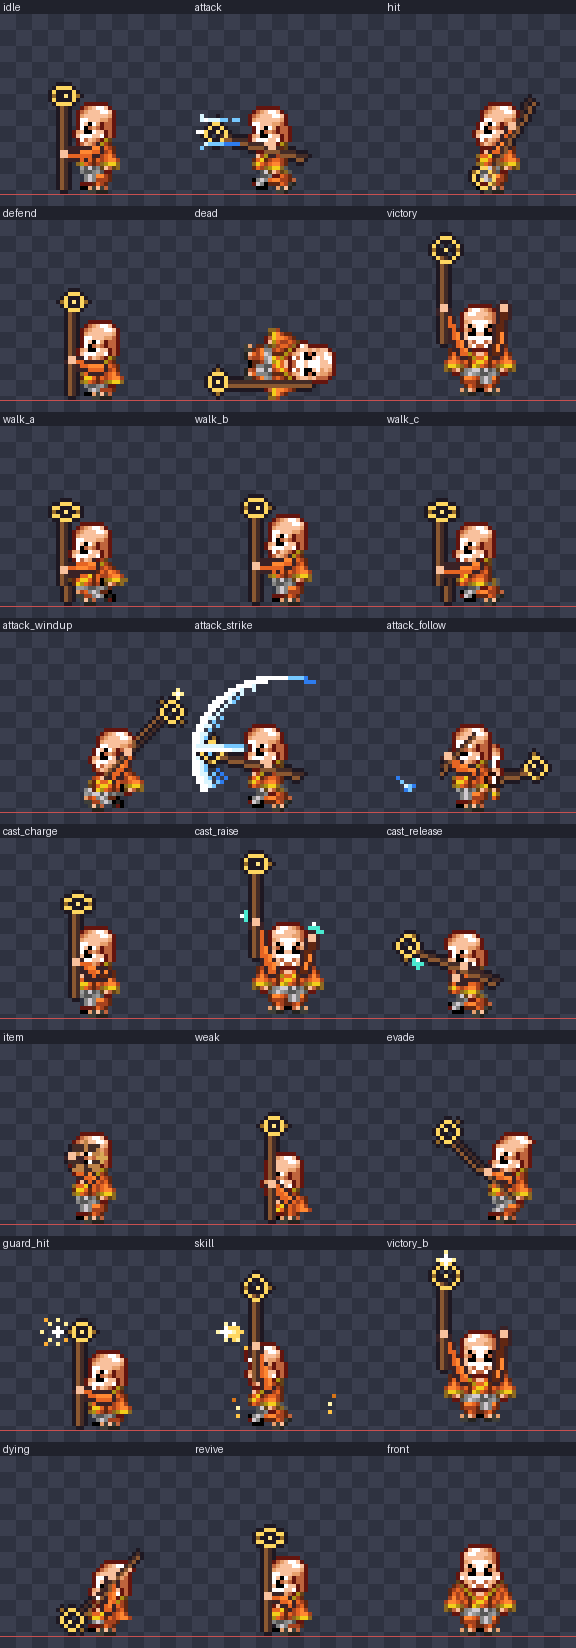 idle attack hit
defend dead victory
walk_a walk_b walk_c
attack_windup attack_strike attack_follow
cast_charge cast_raise cast_release
item weak evade
guard_hit skill victory_b
dying revive front